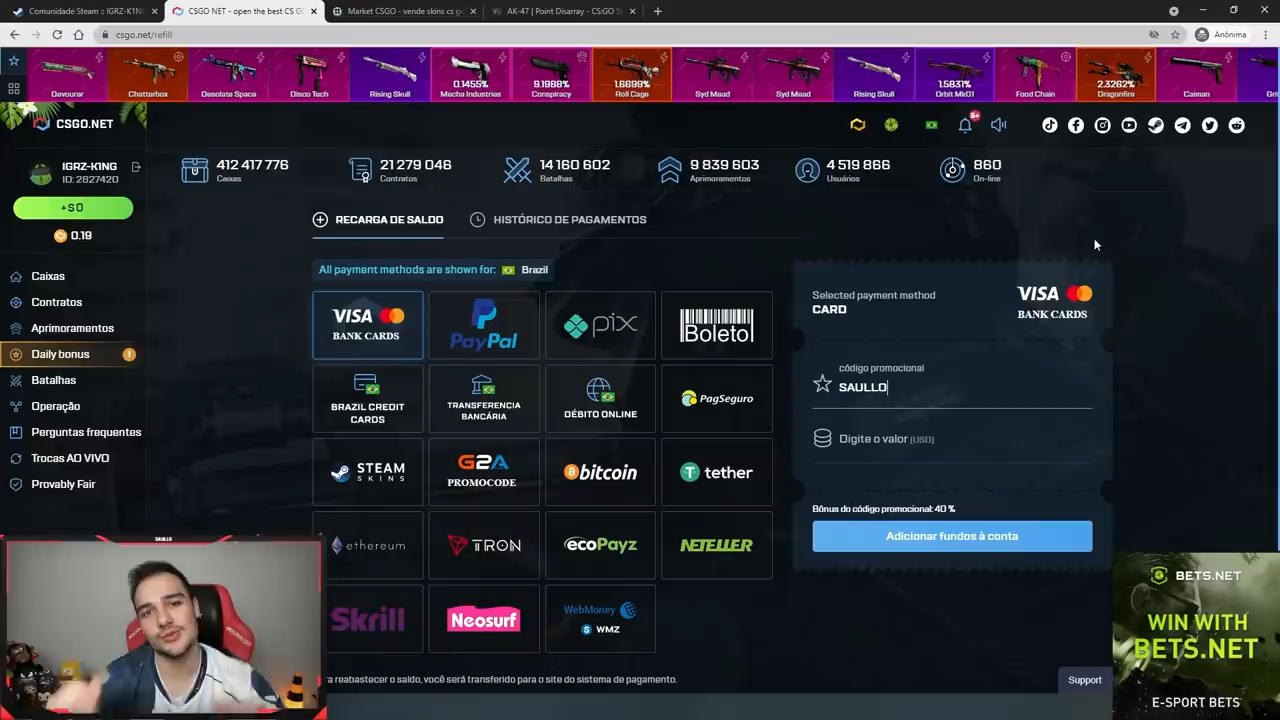 Comunidade Steam :: IGRZ-K1N
CSGO NET - open the best CS GO
Market CSGO - vende skins cs go
AK-47 | Point Disarray - CS:GO S
csgo.net/refill
Anónima
0.1455%
9.1988%
1.6699%
1.5831%
2.3262%
Devourer
Chatterbox
Desolate Space
Disco Tech
Rising Skull
Mecha Industries
Conspiracy
Roll Cage
Syd Mead
Syd Mead
Rising Skull
Orbit Mk01
Food Chain
Dragonfire
Caiman
CSGO.NET
5+
IGRZ-K1NG
ID: 2827420
+$0
0.19
412 417 776
Caixas
21 279 046
Contratos
14 160 602
Batalhas
9 839 603
Aprimoramentos
4 519 866
Usuários
860
On-line
RECARGA DE SALDO
HISTÓRICO DE PAGAMENTOS
Caixas
Contratos
Aprimoramentos
Daily bonus
1
Batalhas
Operação
Perguntas frequentes
Trocas AO VIVO
Provably Fair
All payment methods are shown for: Brazil
VISA
BANK CARDS
PayPal
pix
Boleto
BRAZIL CREDIT
CARDS
TRANSFERENCIA
BANCÁRIA
DÉBITO ONLINE
PagSeguro
STEAM
SKINS
G2A
PROMOCODE
bitcoin
tether
ethereum
TRON
ecoPayz
NETELLER
Skrill
Neosurf
WebMoney
WMZ
Selected payment method
CARD
VISA
BANK CARDS
código promocional
SAULLO
Digite o valor (USD)
Bônus do código promocional: 40 %
Adicionar fundos à conta
SAULLO
ra reabastecer o saldo, você será transferido para o site do sistema de pagamento.
Support
BETS.NET
WIN WITH
BETS.NET
E-SPORT BETS